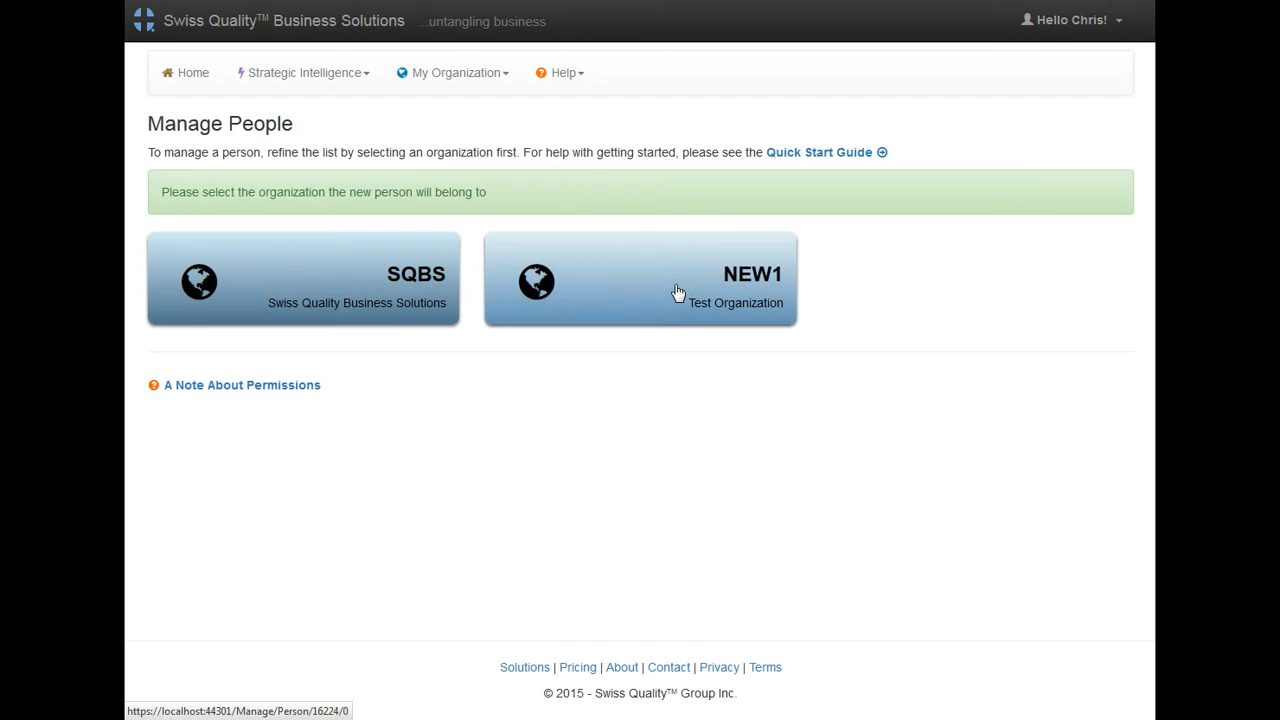 Swiss Quality™ Business Solutions ...untangling business
Hello Chris!
Home Strategic Intelligence My Organization Help
Manage People
To manage a person, refine the list by selecting an organization first. For help with getting started, please see the Quick Start Guide
Please select the organization the new person will belong to
SQBS
Swiss Quality Business Solutions
NEW1
Test Organization
A Note About Permissions
Solutions | Pricing | About | Contact | Privacy | Terms
© 2015 - Swiss Quality™ Group Inc.
https://localhost:44301/Manage/Person/16224/0